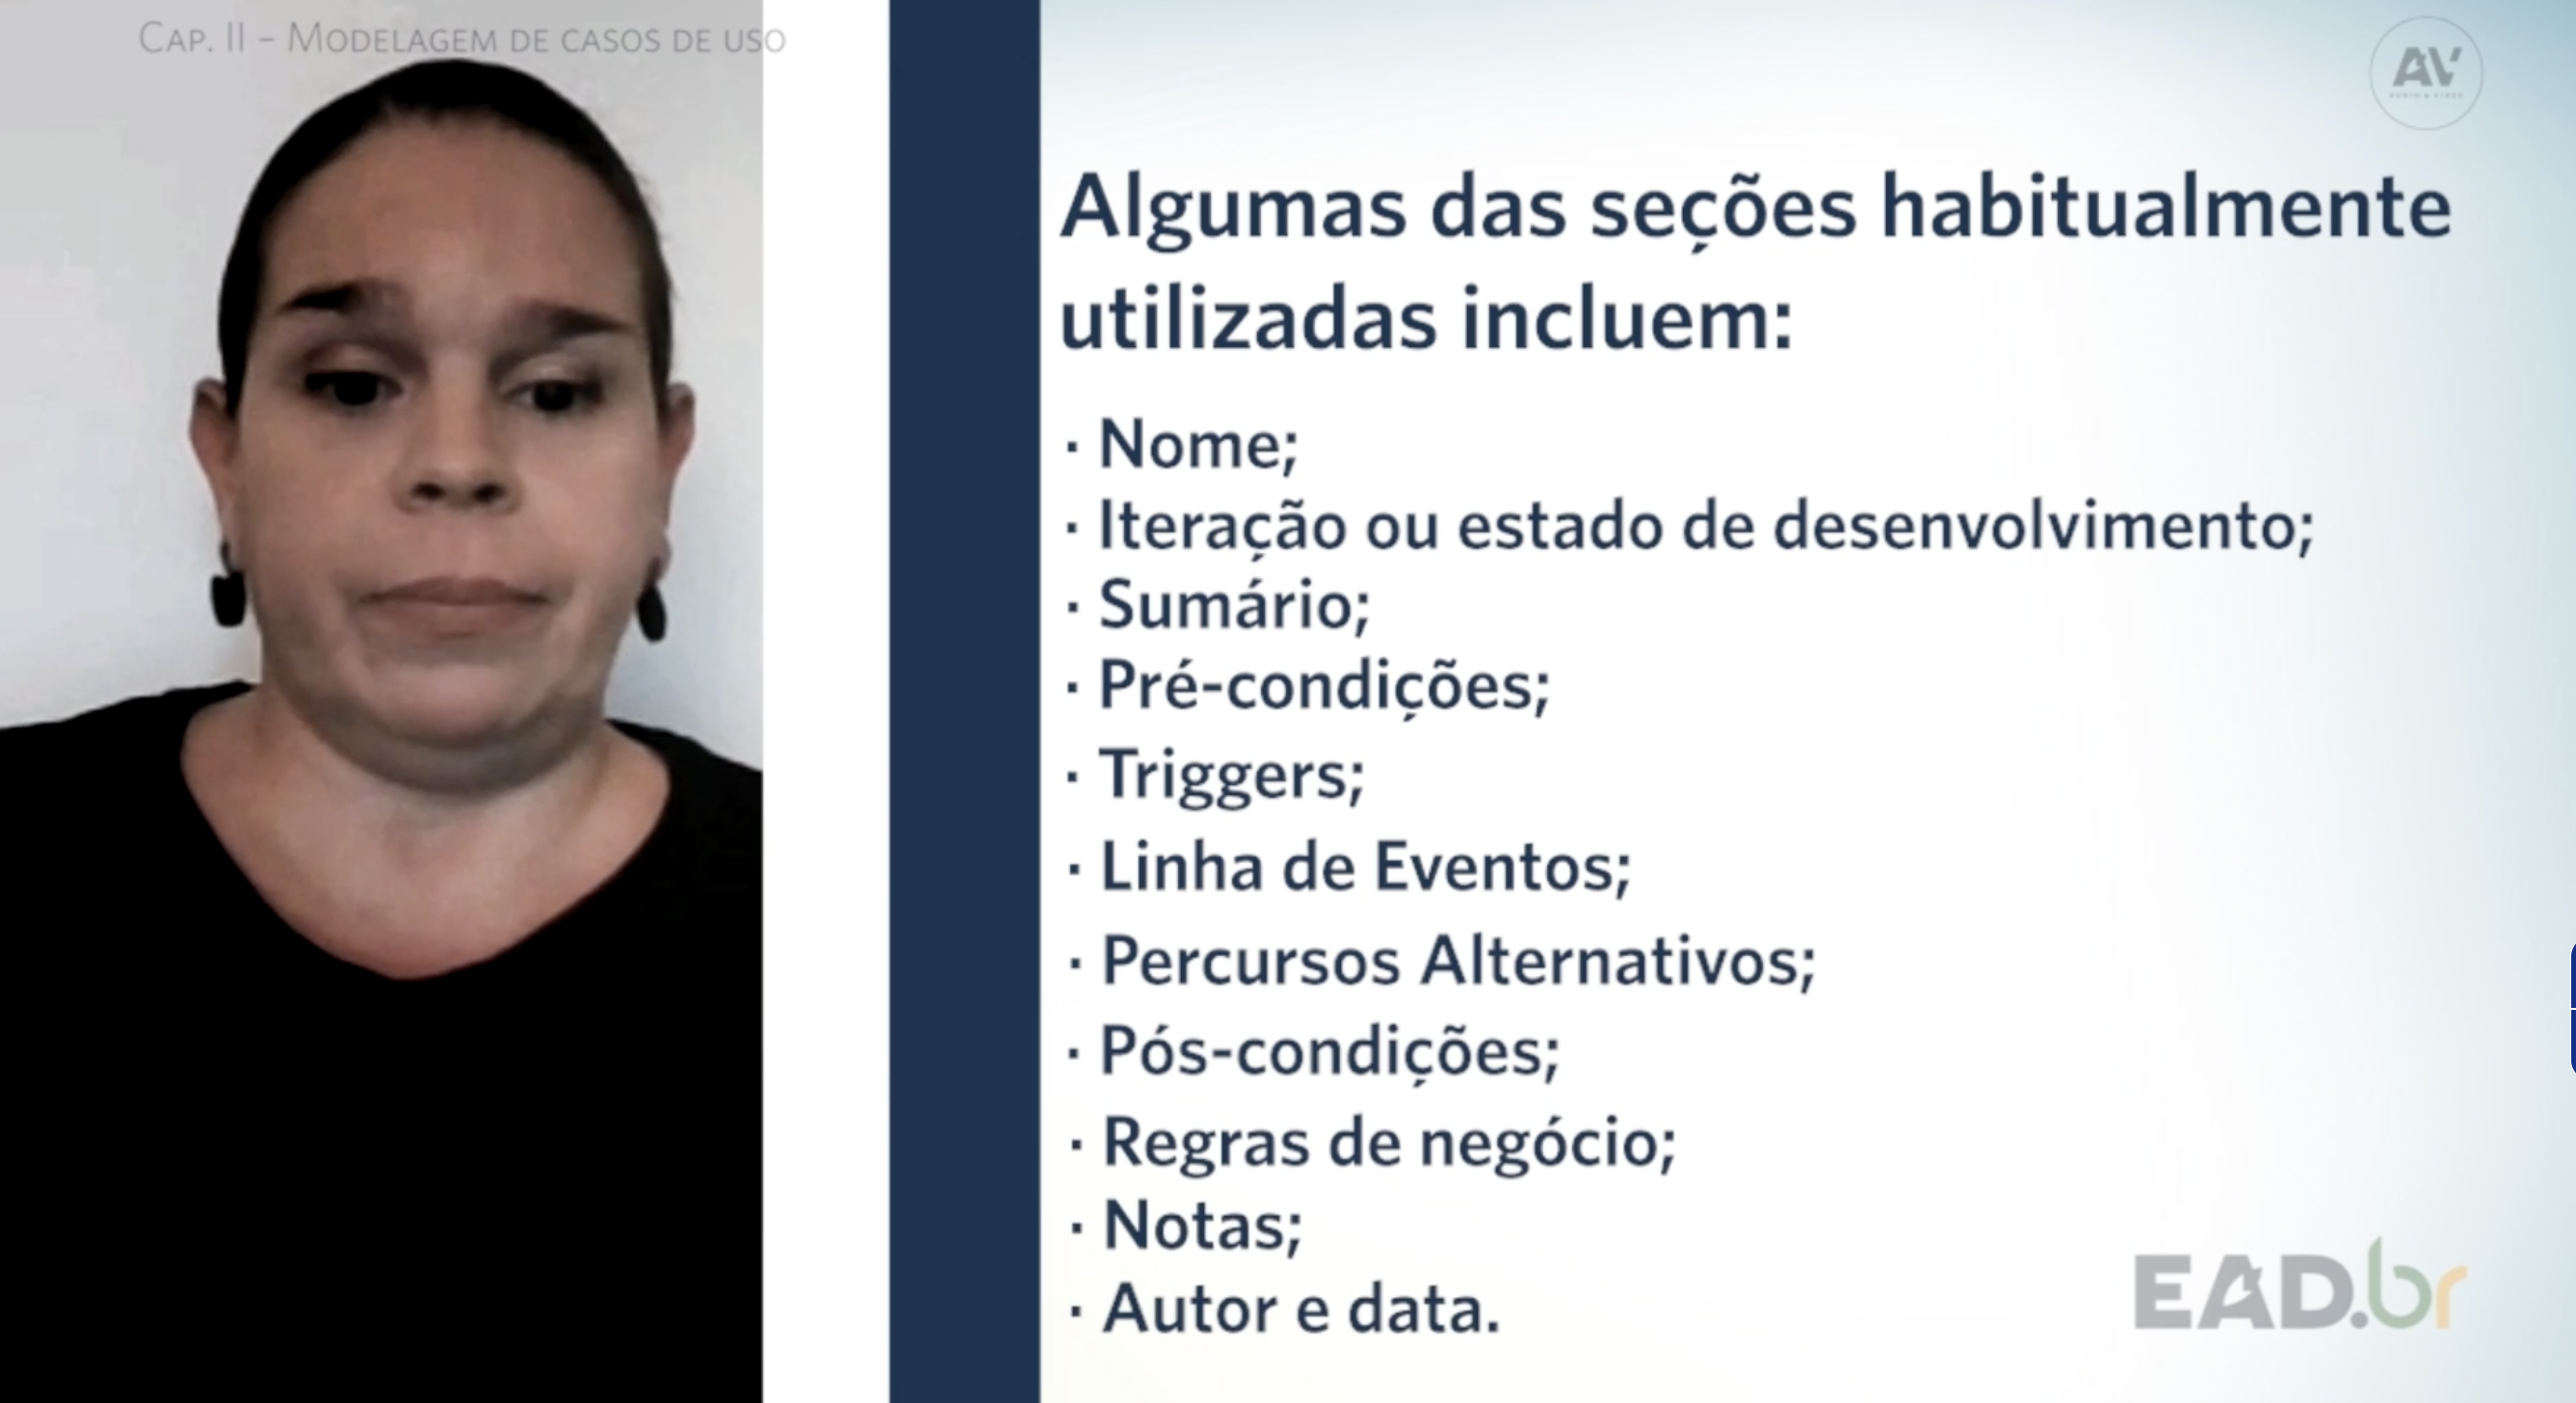 CAP. II – MODELAGEM DE CASOS DE USO
AV
Algumas das seções habitualmente
utilizadas incluem:
· Nome;
· Iteração ou estado de desenvolvimento;
· Sumário;
· Pré-condições;
· Triggers;
· Linha de Eventos;
· Percursos Alternativos;
· Pós-condições;
· Regras de negócio;
· Notas;
· Autor e data.
EAD.br